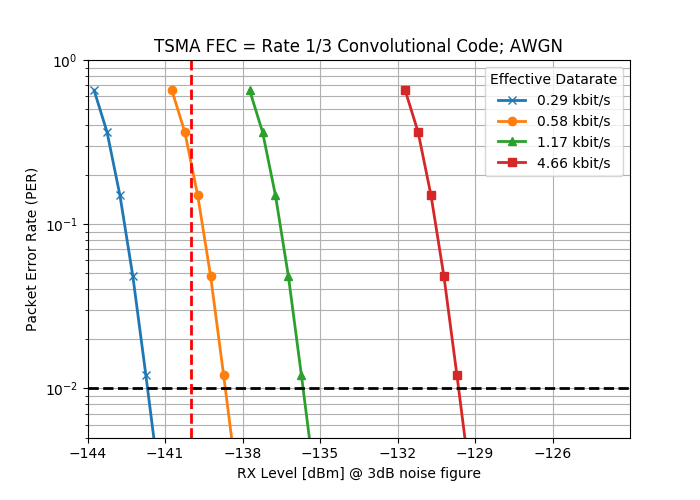 TSMA FEC = Rate 1/3 Convolutional Code; AWGN
10⁰
10⁻¹
10⁻²
Packet Error Rate (PER)
Effective Datarate
0.29 kbit/s
0.58 kbit/s
1.17 kbit/s
4.66 kbit/s
−144 −141 −138 −135 −132 −129 −126
RX Level [dBm] @ 3dB noise figure